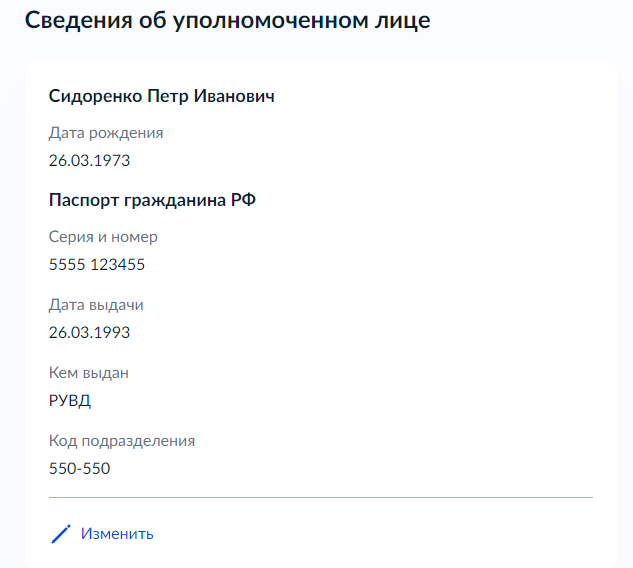 Сведения об уполномоченном лице
Сидоренко Петр Иванович
Дата рождения
26.03.1973
Паспорт гражданина РФ
Серия и номер
5555 123455
Дата выдачи
26.03.1993
Кем выдан
РУВД
Код подразделения
550-550
Изменить